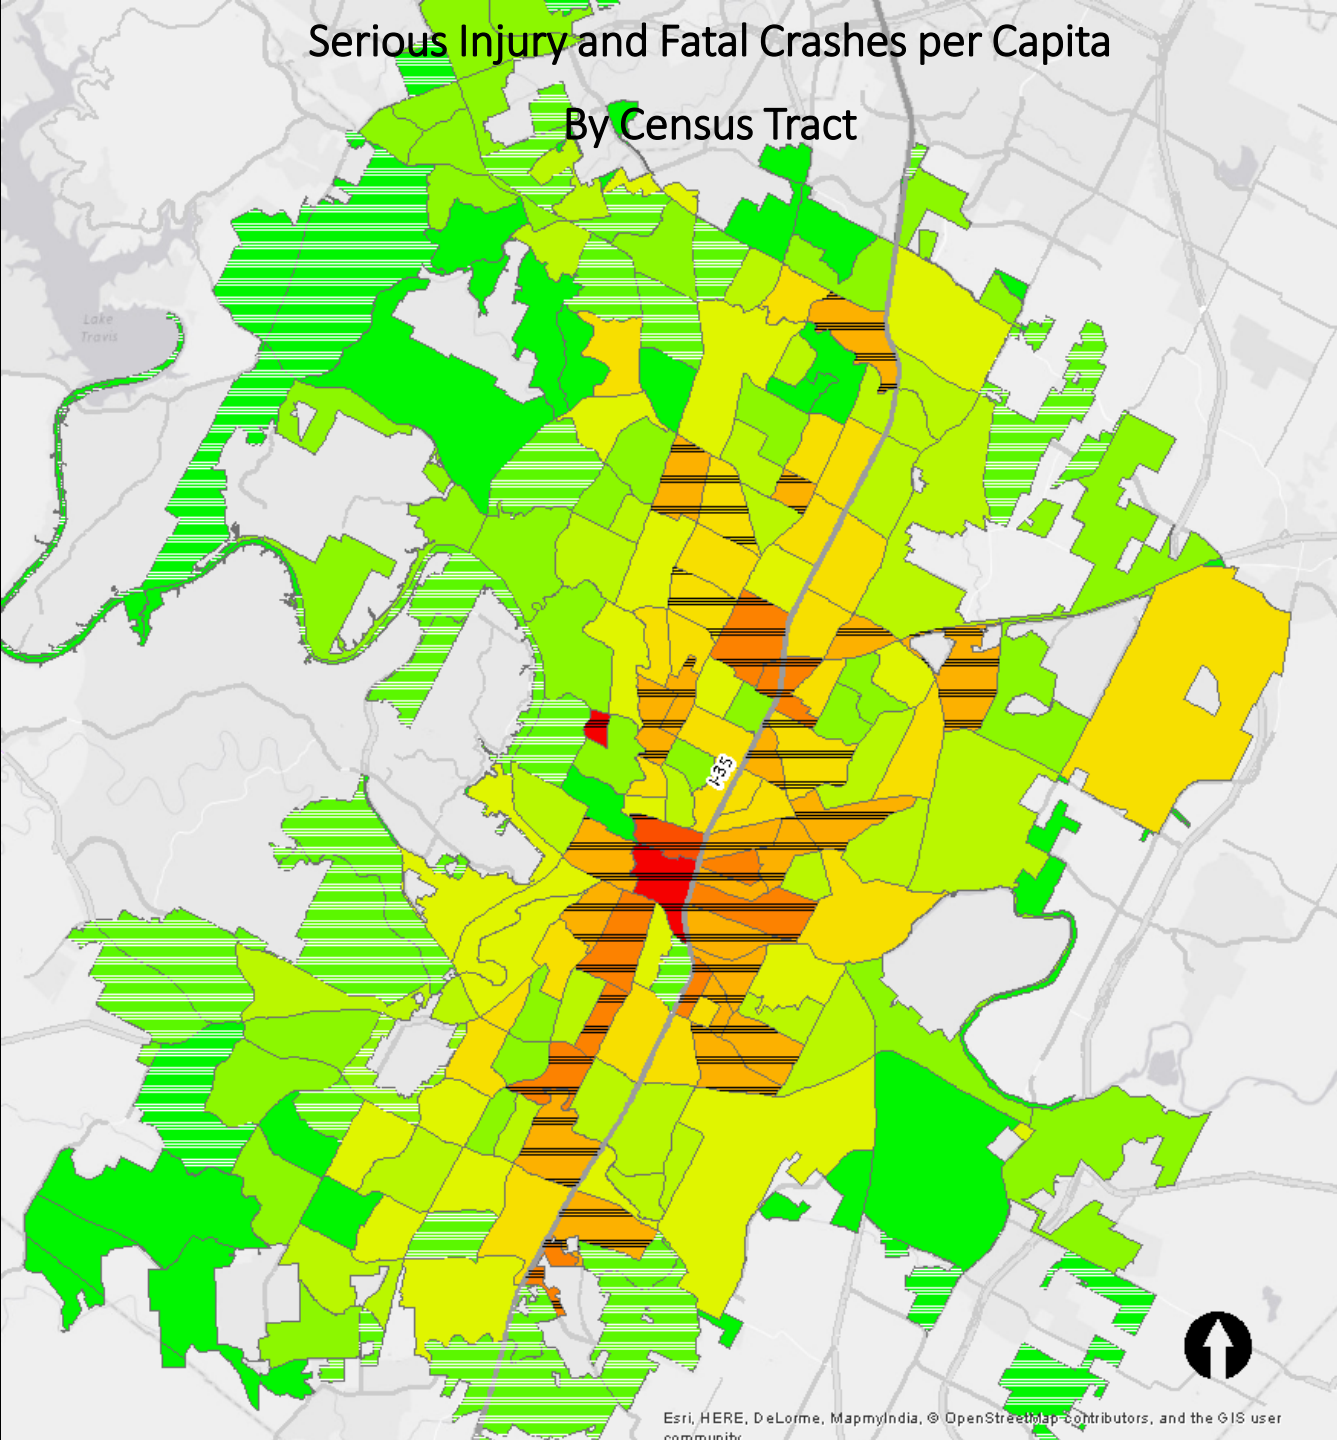 Serious Injury and Fatal Crashes per Capita
By Census Tract
Lake
Travis
I-35
Esri, HERE, DeLorme, MapmyIndia, © OpenStreetMap contributors, and the GIS user
community